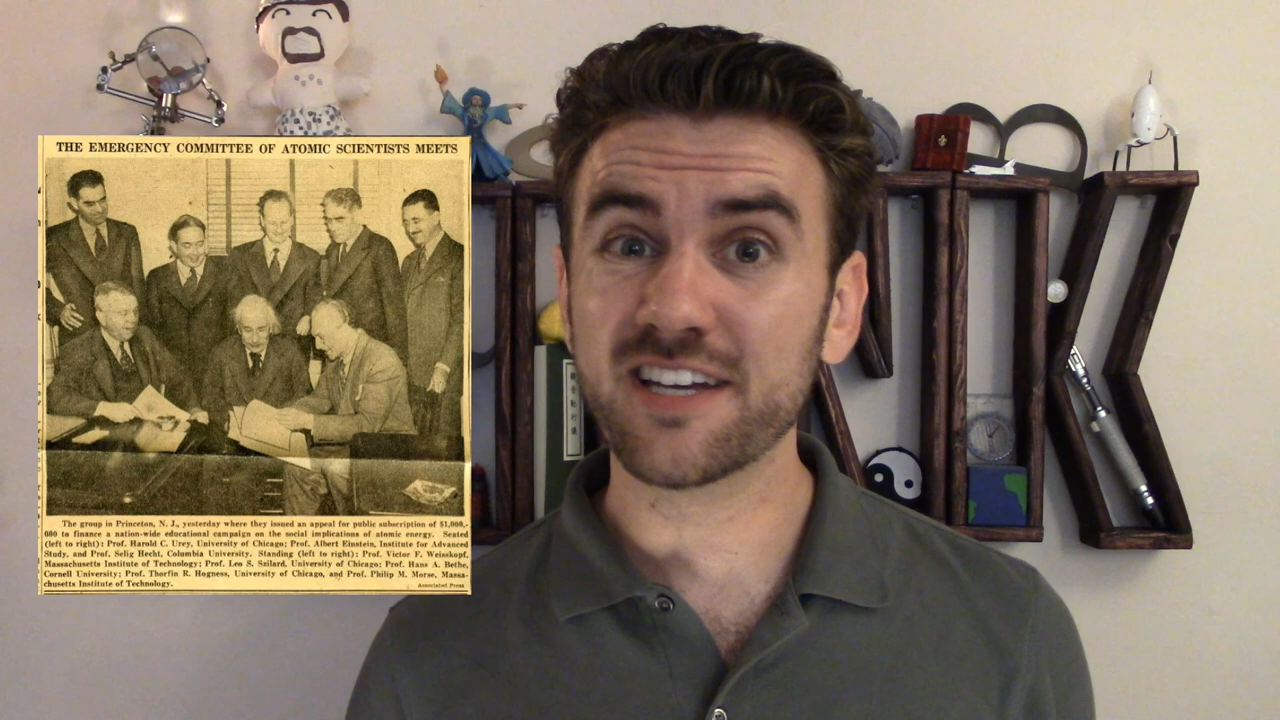 THE EMERGENCY COMMITTEE OF ATOMIC SCIENTISTS MEETS
The group in Princeton, N. J., yesterday where they issued an appeal for public subscription of $1,000,-
000 to finance a nation-wide educational campaign on the social implications of atomic energy. Seated
(left to right): Prof. Harold C. Urey, University of Chicago; Prof. Albert Einstein, Institute for Advanced
Study, and Prof. Selig Hecht, Columbia University. Standing (left to right): Prof. Victor F. Weisskopf,
Massachusetts Institute of Technology; Prof. Leo S. Szilard, University of Chicago; Prof. Hans A. Bethe,
Cornell University; Prof. Thorfin R. Hogness, University of Chicago, and Prof. Philip M. Morse, Massa-
chusetts Institute of Technology.
Associated Press